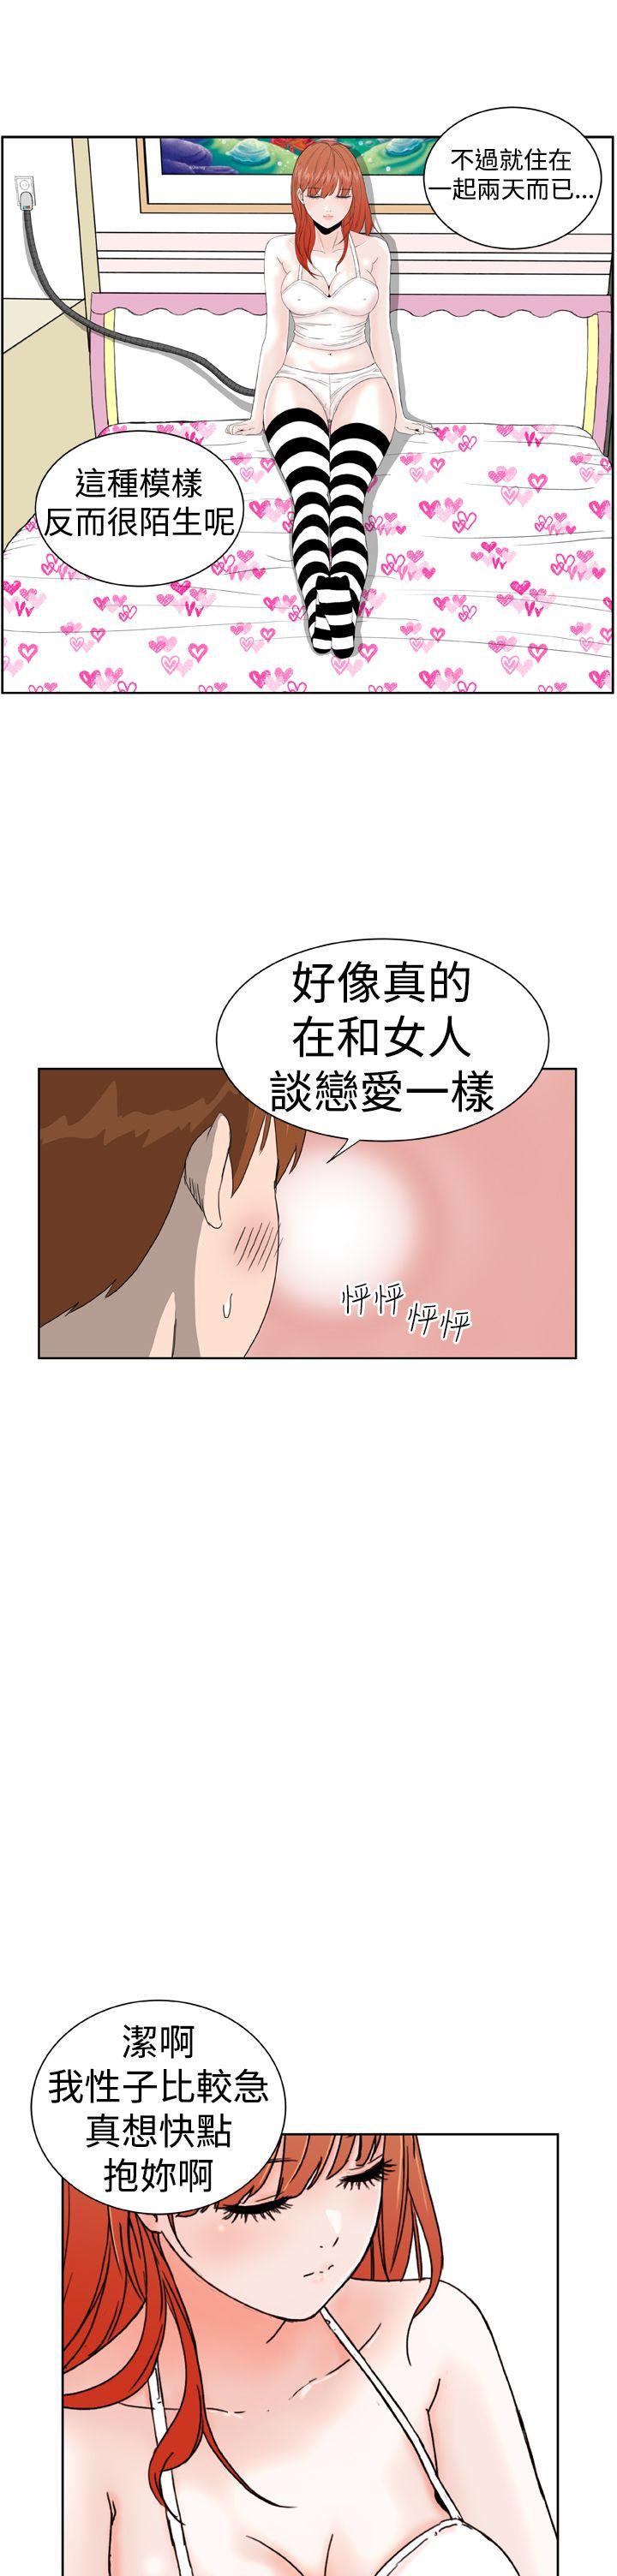 不過就住在
一起兩天而已...
這種模樣
反而很陌生呢
好像真的
在和女人
談戀愛一樣
怦怦
怦怦
潔啊
我性子比較急
真想快點
抱妳啊